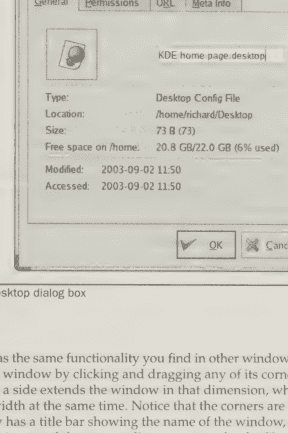 General Permissions URL Meta Info
KDE home page.desktop
Type: Desktop Config File
Location: /home/richard/Desktop
Size: 73 B (73)
Free space on /home: 20.8 GB/22.0 GB (6% used)
Modified: 2003-09-02 11:50
Accessed: 2003-09-02 11:50
OK Canc
sktop dialog box
as the same functionality you find in other window
window by clicking and dragging any of its corne
a side extends the window in that dimension, wh
idth at the same time. Notice that the corners are
has a title bar showing the name of the window,